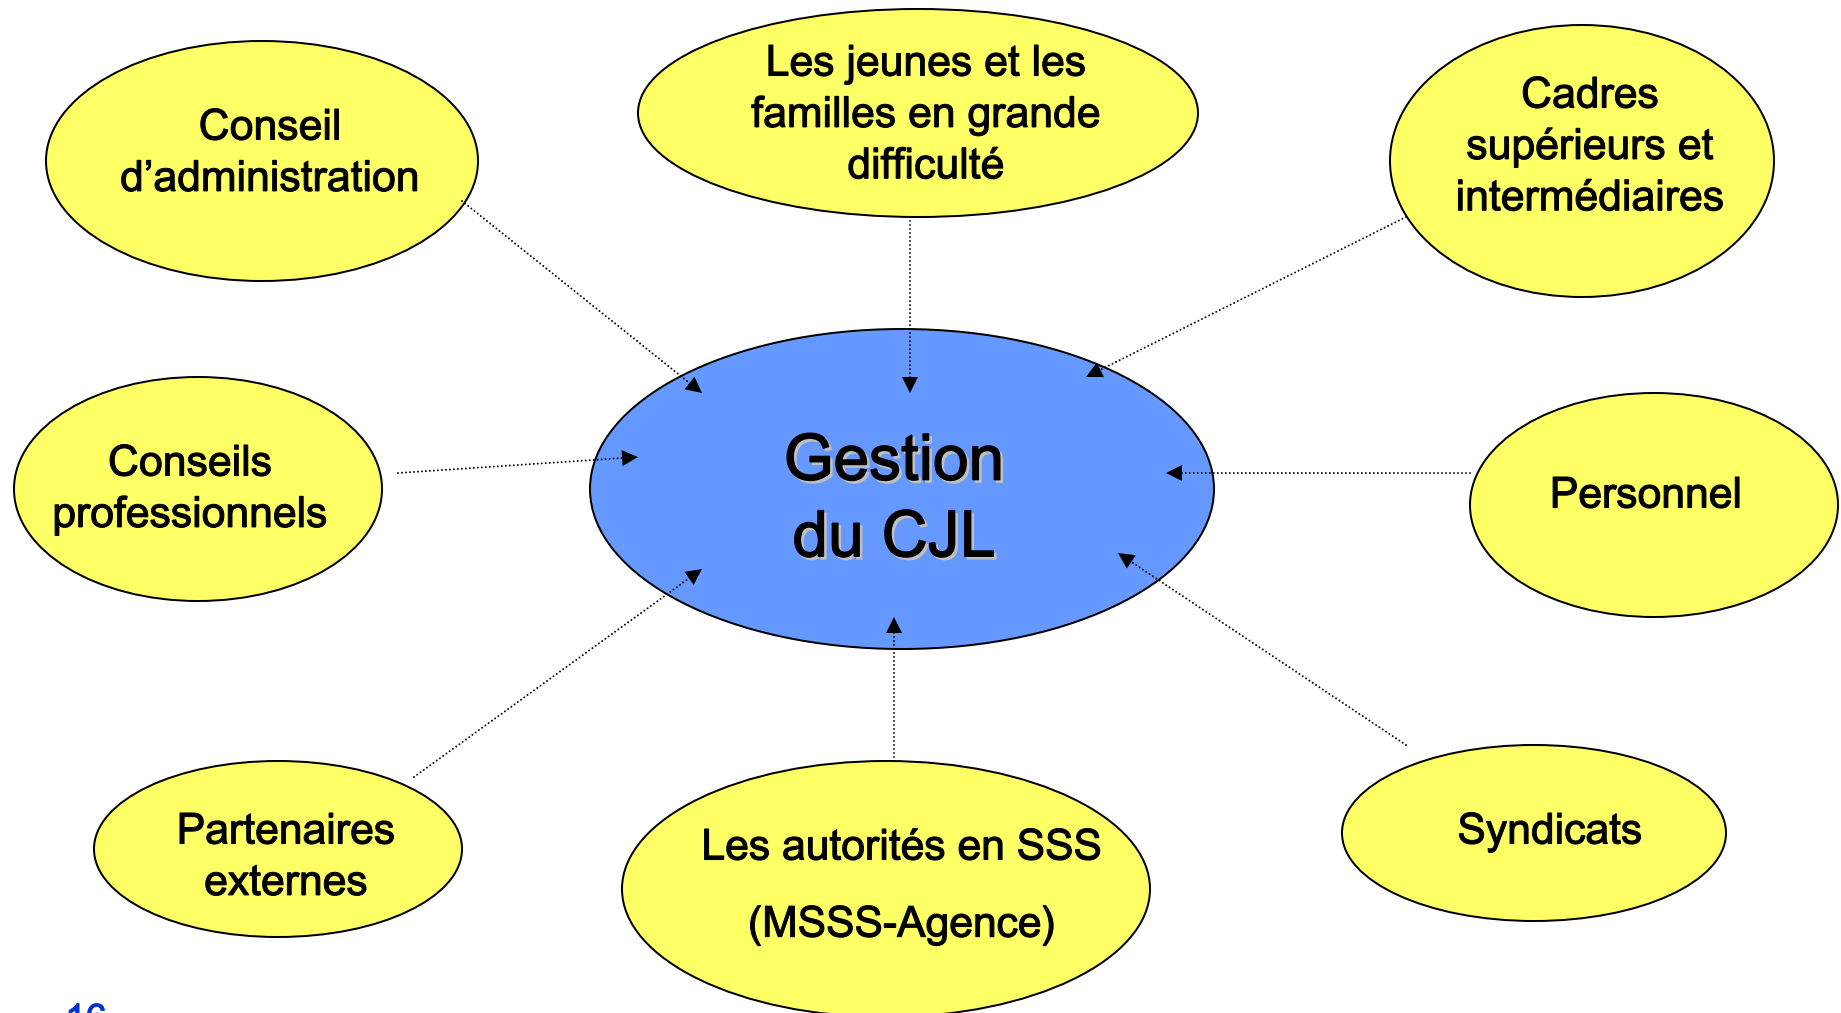 Conseil
d’administration
Les jeunes et les
familles en grande
difficulté
Cadres
supérieurs et
intermédiaires
Conseils
professionnels
Gestion
du CJL
Personnel
Partenaires
externes
Les autorités en SSS
(MSSS-Agence)
Syndicats
16